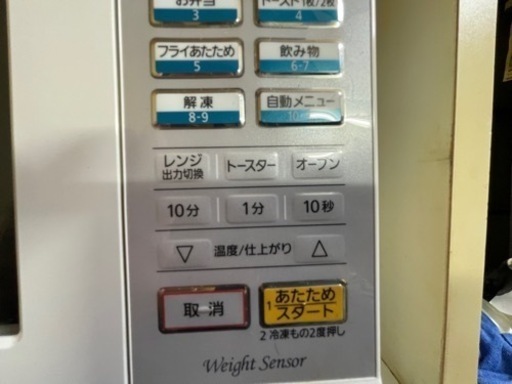 お弁当 トースト1枚/2枚
3 4
フライあたため 飲み物
5 6-7
解凍 自動メニュー
8-9
レンジ トースター オーブン
出力切換
10分 1分 10秒
▽ 温度/仕上がり △
取消 1 あたため
スタート
2 冷凍もの2度押し
Weight Sensor